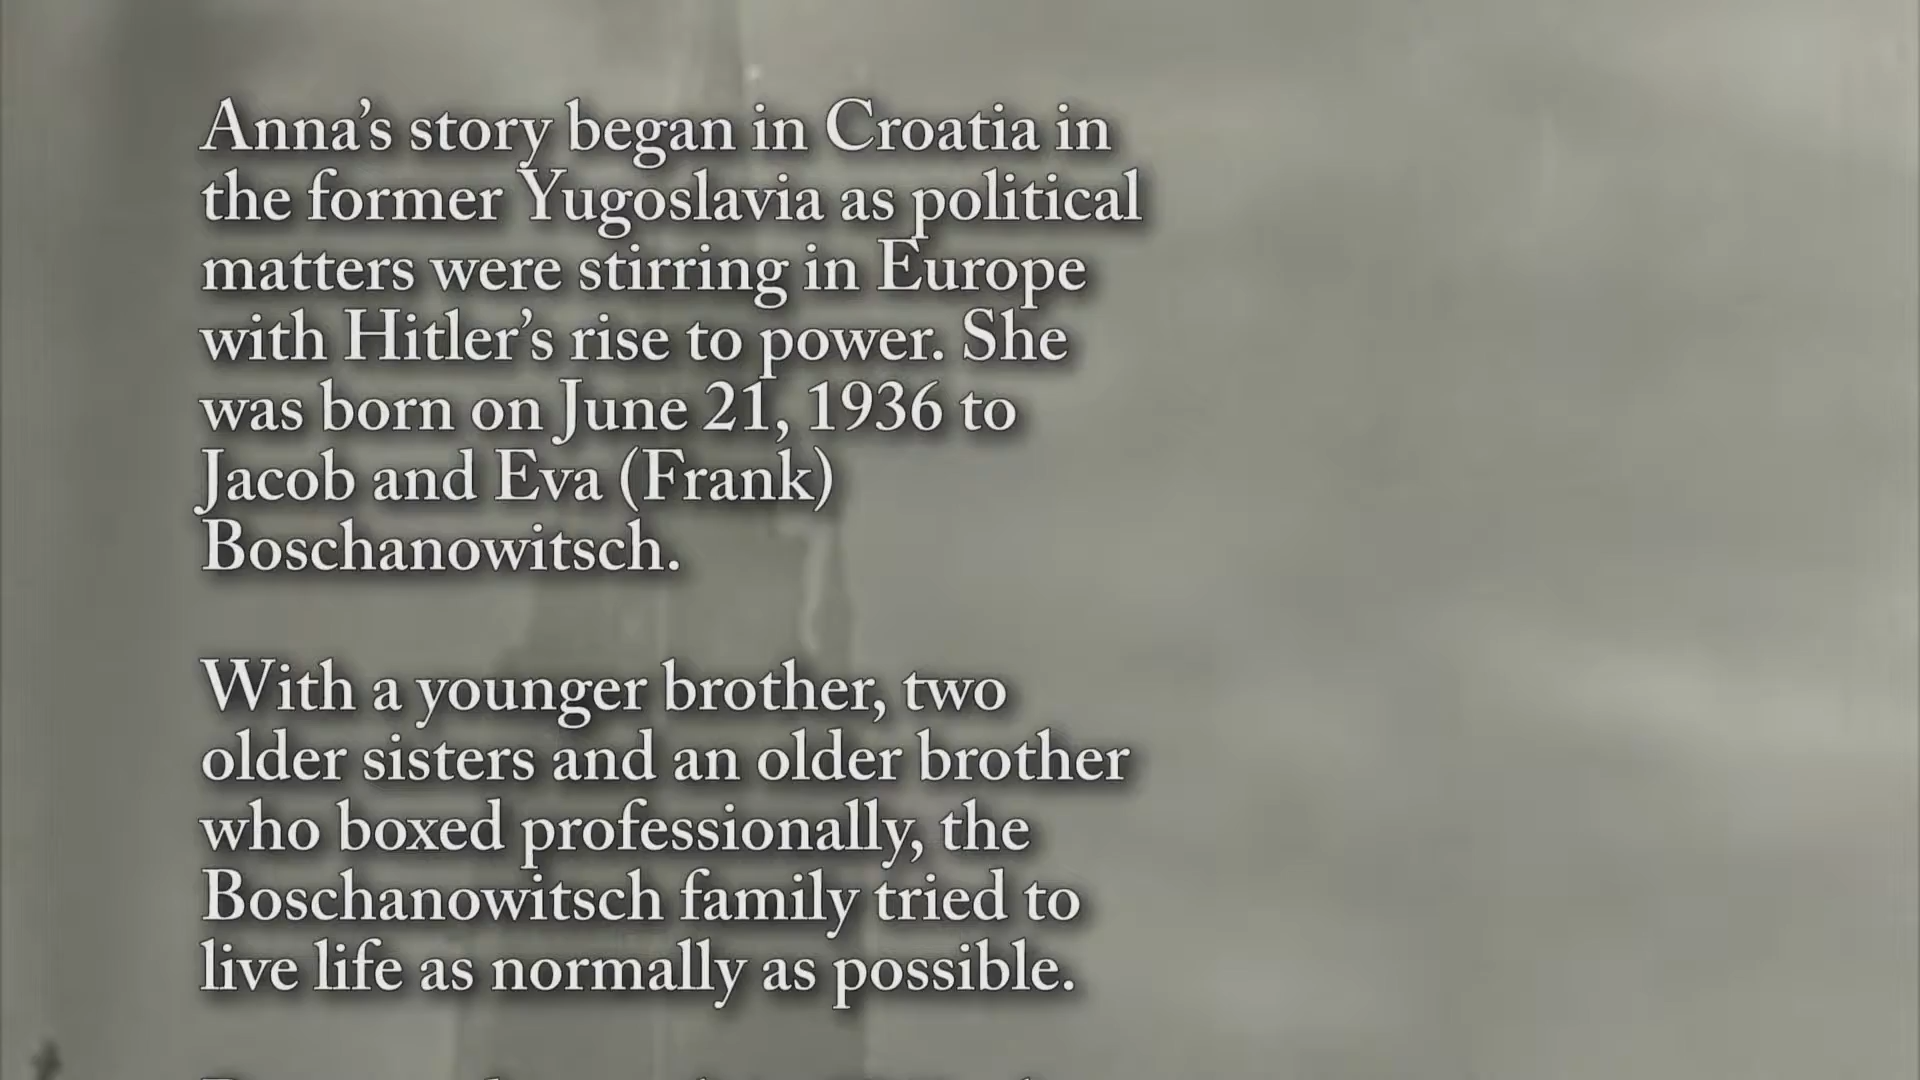 Anna’s story began in Croatia in
the former Yugoslavia as political
matters were stirring in Europe
with Hitler’s rise to power. She
was born on June 21, 1936 to
Jacob and Eva (Frank)
Boschanowitsch.
With a younger brother, two
older sisters and an older brother
who boxed professionally, the
Boschanowitsch family tried to
live life as normally as possible.